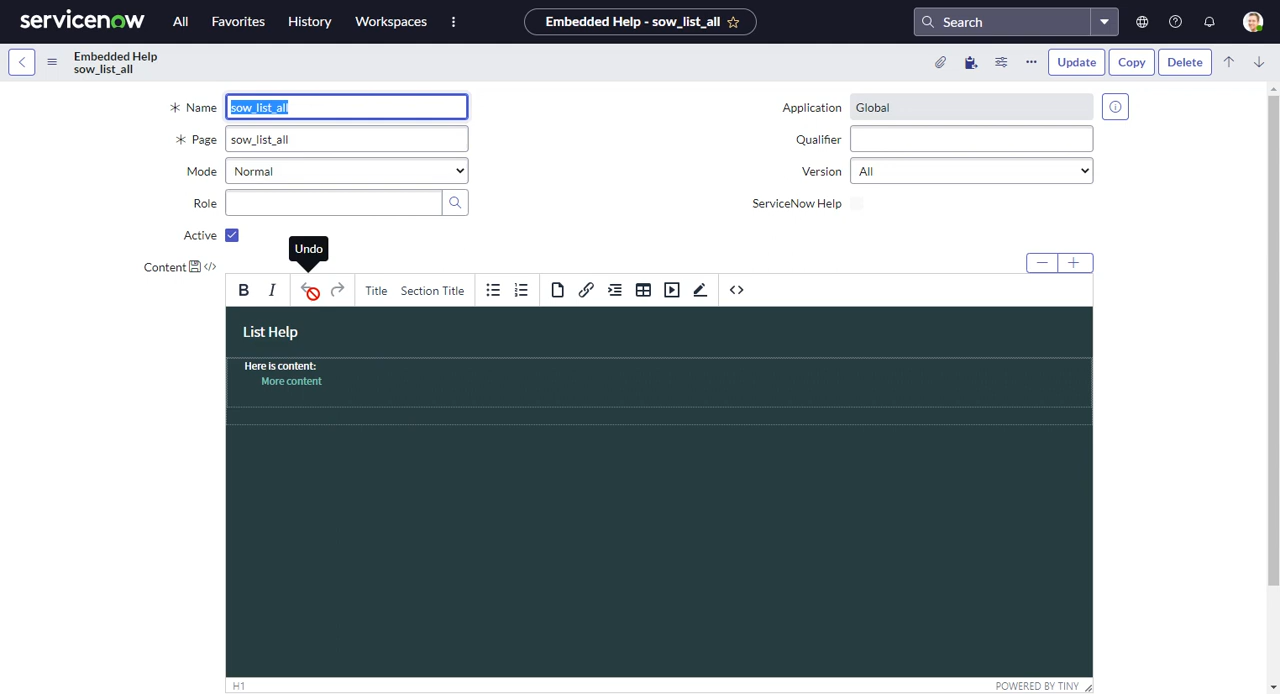 servicenow All Favorites History Workspaces Embedded Help - sow_list_all Search
Embedded Help
sow_list_all
Update Copy Delete
Name sow_list_all Application Global
Page sow_list_all Qualifier
Mode Normal Version All
Role ServiceNow Help
Active
Undo
Content
B I Title Section Title
List Help
Here is content:
More content
H1 POWERED BY TINY